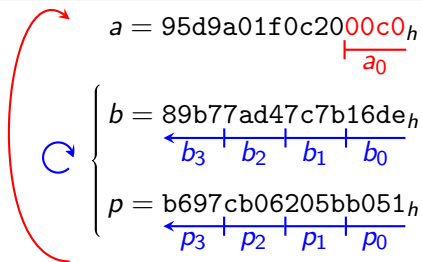 a = 95d9a01f0c2000c0h
a0
b = 89b77ad47c7b16deh
b3 b2 b1 b0
p = b697cb06205bb051h
p3 p2 p1 p0